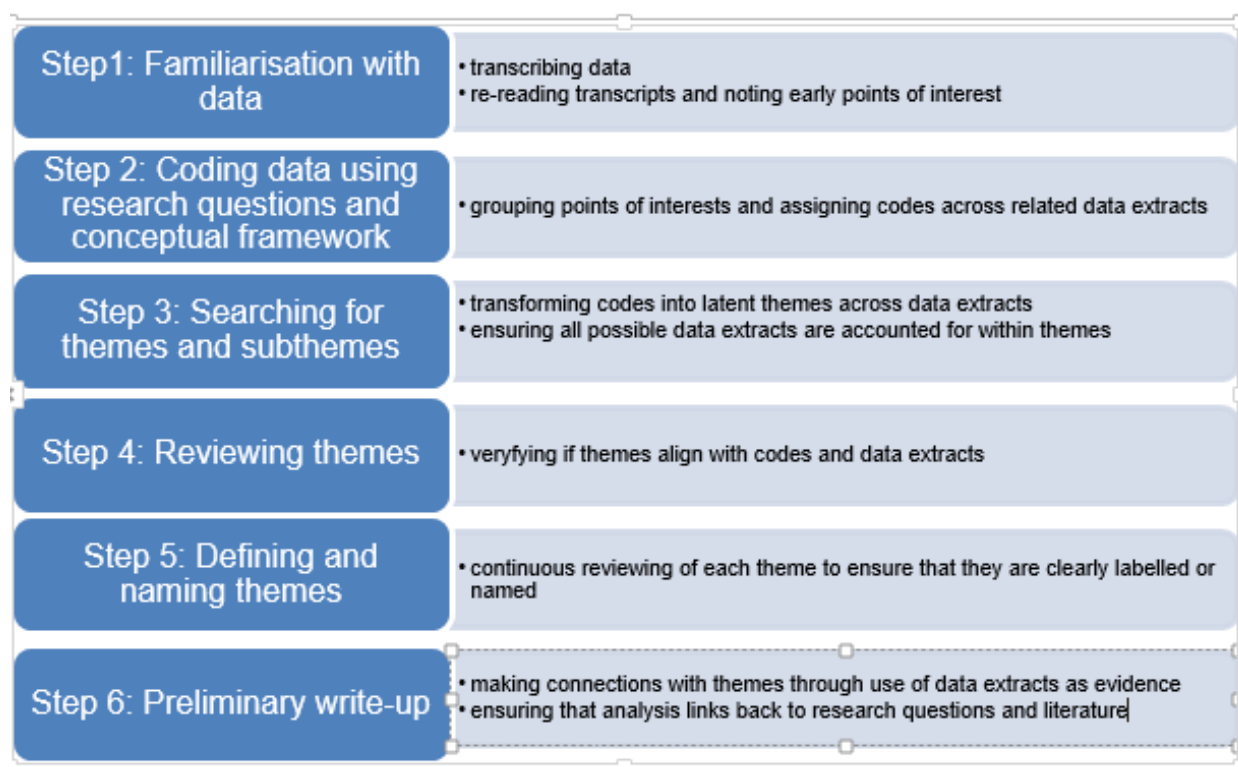 Step1: Familiarisation with
data
• transcribing data
• re-reading transcripts and noting early points of interest
Step 2: Coding data using
research questions and
conceptual framework
• grouping points of interests and assigning codes across related data extracts
Step 3: Searching for
themes and subthemes
• transforming codes into latent themes across data extracts
• ensuring all possible data extracts are accounted for within themes
Step 4: Reviewing themes
• veryfying if themes align with codes and data extracts
Step 5: Defining and
naming themes
• continuous reviewing of each theme to ensure that they are clearly labelled or
named
Step 6: Preliminary write-up
• making connections with themes through use of data extracts as evidence
• ensuring that analysis links back to research questions and literature